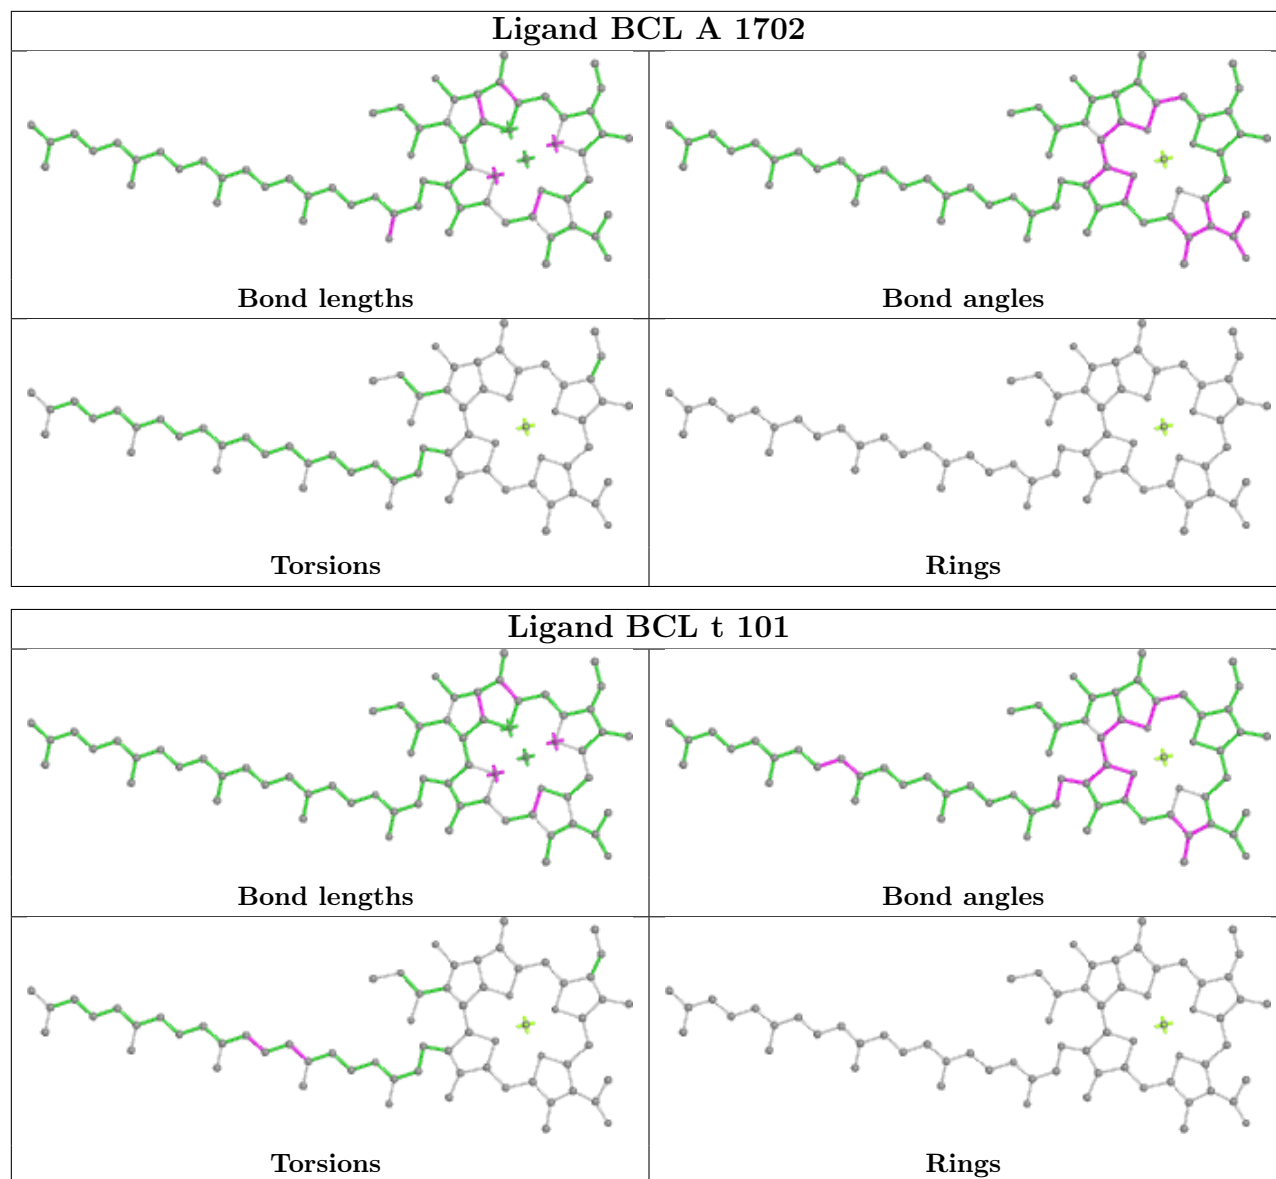 Ligand BCL A 1702
Bond lengths
Bond angles
Torsions
Rings
Ligand BCL t 101
Bond lengths
Bond angles
Torsions
Rings